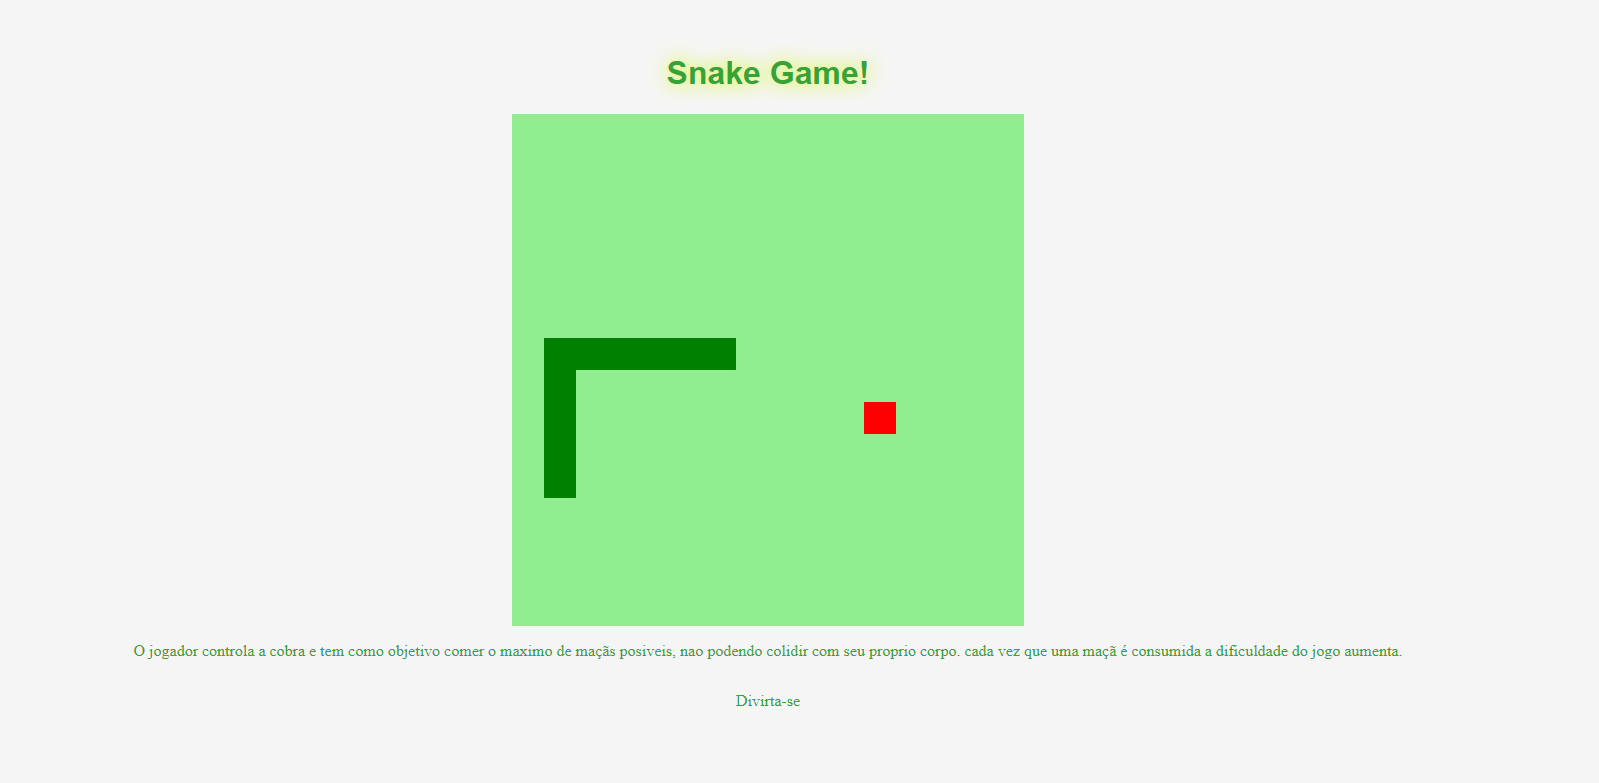 Snake Game!
O jogador controla a cobra e tem como objetivo comer o maximo de maçãs posiveis, nao podendo colidir com seu proprio corpo. cada vez que uma maçã é consumida a dificuldade do jogo aumenta.
Divirta-se